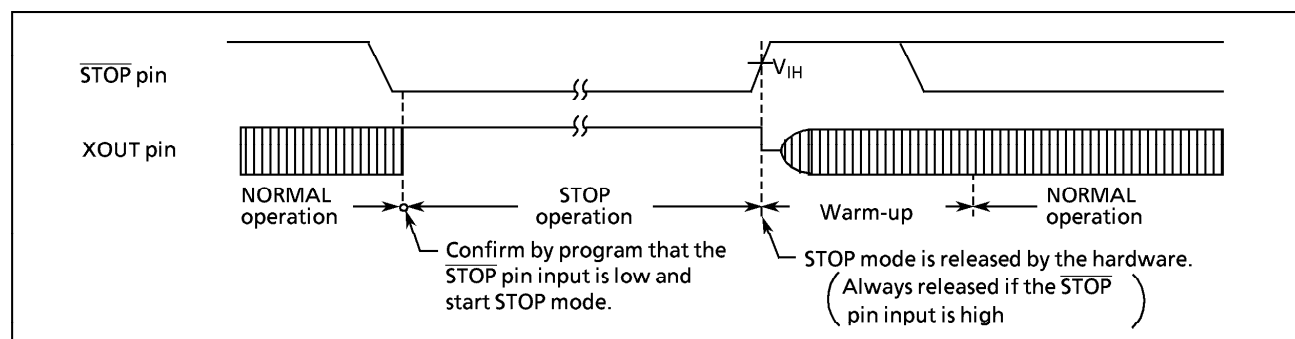 STOP pin
VIH
XOUT pin
NORMAL operation
STOP operation
Warm-up
NORMAL operation
Confirm by program that the
STOP pin input is low and
start STOP mode.
STOP mode is released by the hardware.
(Always released if the STOP
pin input is high)